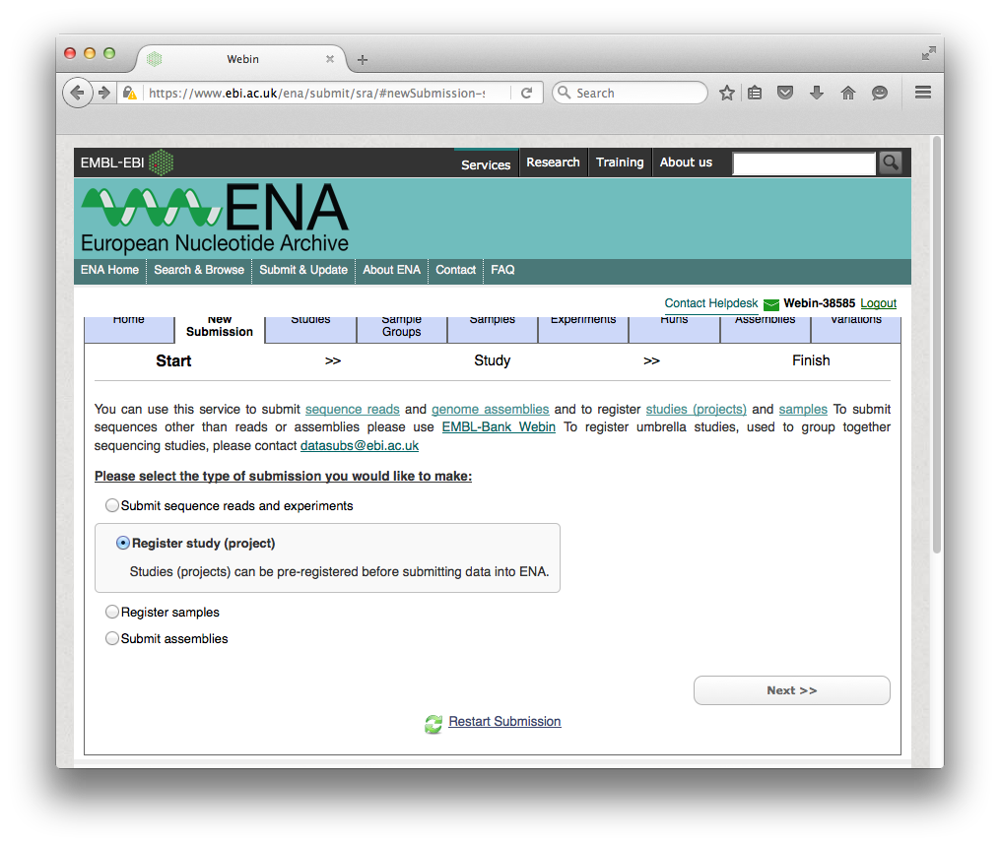 Webin
https://www.ebi.ac.uk/ena/submit/sra/#newSubmission-s
Search
EMBL-EBI
Services
Research
Training
About us
ENA
European Nucleotide Archive
ENA Home
Search & Browse
Submit & Update
About ENA
Contact
FAQ
Contact Helpdesk Webin-38585 Logout
Home
New
Submission
Studies
Sample
Groups
Samples
Experiments
Runs
Assemblies
Variations
Start >> Study >> Finish
You can use this service to submit sequence reads and genome assemblies and to register studies (projects) and samples To submit
sequences other than reads or assemblies please use EMBL-Bank Webin To register umbrella studies, used to group together
sequencing studies, please contact datasubs@ebi.ac.uk
Please select the type of submission you would like to make:
Submit sequence reads and experiments
Register study (project)
Studies (projects) can be pre-registered before submitting data into ENA.
Register samples
Submit assemblies
Next >>
Restart Submission